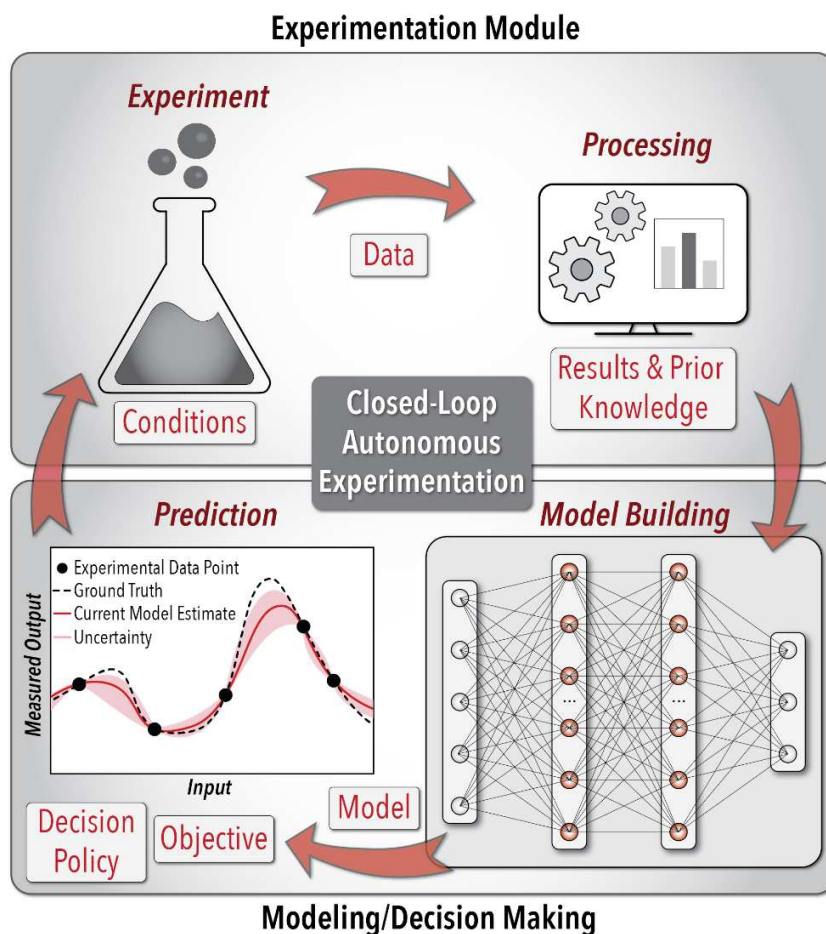 Experimentation Module
Experiment
Processing
Data
Conditions
Results & Prior
Knowledge
Closed-Loop
Autonomous
Experimentation
Prediction
Model Building
Experimental Data Point
Ground Truth
Current Model Estimate
Uncertainty
Measured Output
Input
...
...
Model
Decision
Policy
Objective
Modeling/Decision Making